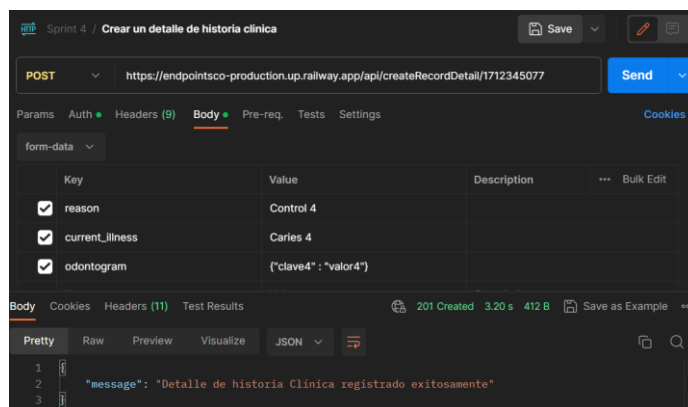 HTTP Sprint 4 / Crear un detalle de historia clinica Save
POST https://endpointsco-production.up.railway.app/api/createRecordDetail/1712345077 Send
Params Auth Headers (9) Body Pre-req. Tests Settings Cookies
form-data
Key Value Description ••• Bulk Edit
reason Control 4
current_illness Caries 4
odontogram {"clave4" : "valor4"}
Body Cookies Headers (11) Test Results 201 Created 3.20 s 412 B Save as Example
Pretty Raw Preview Visualize JSON
1 {
2 "message": "Detalle de historia Clínica registrado exitosamente"
3 }